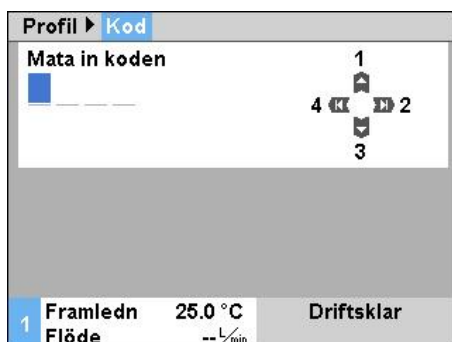 Profil ▶ Kod
Mata in koden
1
4 2
3
1
Framledn 25.0 °C Driftsklar
Flöde -- L/min